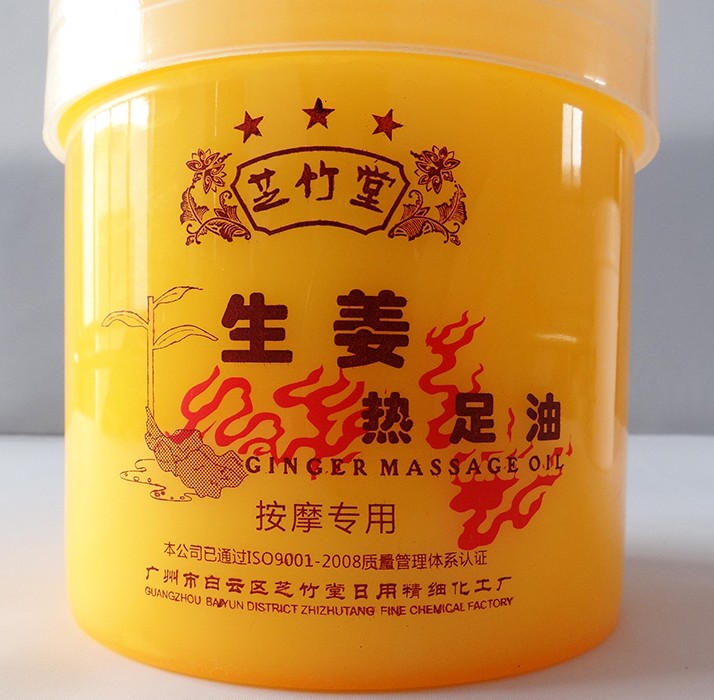 芝竹堂
生姜
热足油
GINGER MASSAGE OIL
按摩专用
本公司已通过ISO9001-2008质量管理体系认证
广州市白云区芝竹堂日用精细化工厂
GUANGZHOU BAIYUN DISTRICT ZHIZHUTANG FINE CHEMICAL FACTORY